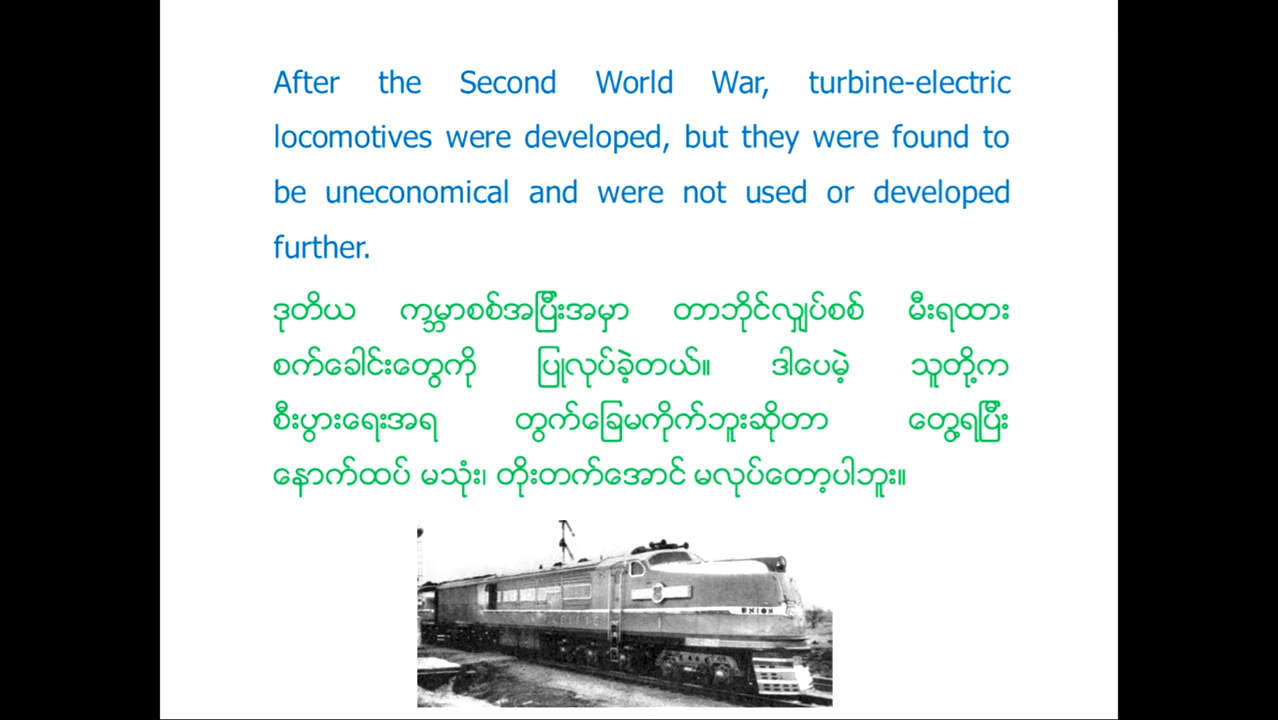 After the Second World War, turbine-electric
locomotives were developed, but they were found to
be uneconomical and were not used or developed
further.
ဒုတိယ ကမ္ဘာစစ်အပြီးအမှာ တာဘိုင်လျှပ်စစ် မီးရထား
စက်ခေါင်းတွေကို ပြုလုပ်ခဲ့တယ်။ ဒါပေမဲ့ သူတို့က
စီးပွားရေးအရ တွက်ခြေမကိုက်ဘူးဆိုတာ တွေ့ရပြီး
နောက်ထပ် မသုံး၊ တိုးတက်အောင် မလုပ်တော့ပါဘူး။
UNION
PACIFIC